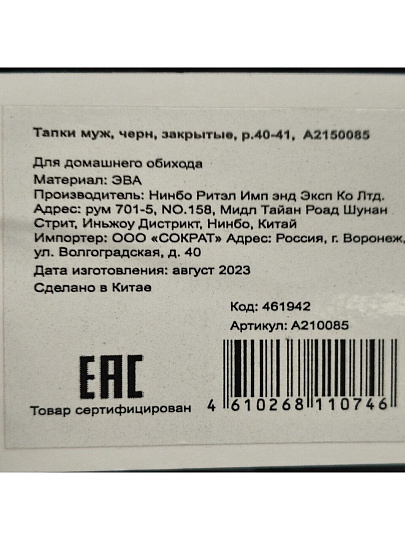 Тапки муж, черн, закрытые, р.40-41, А2150085
Для домашнего обихода
Материал: ЭВА
Производитель: Нинбо Ритэл Имп энд Эксп Ко Лтд.
Адрес: рум 701-5, NO.158, Мидл Тайан Роад Шунан
Стрит, Иньжоу Дистрикт, Нинбо, Китай
Импортер: ООО «СОКРАТ» Адрес: Россия, г. Воронеж,
ул. Волгоградская, д. 40
Дата изготовления: август 2023
Сделано в Китае
Код: 461942
Артикул: А210085
ЕАС
Товар сертифицирован
4 610268 110746